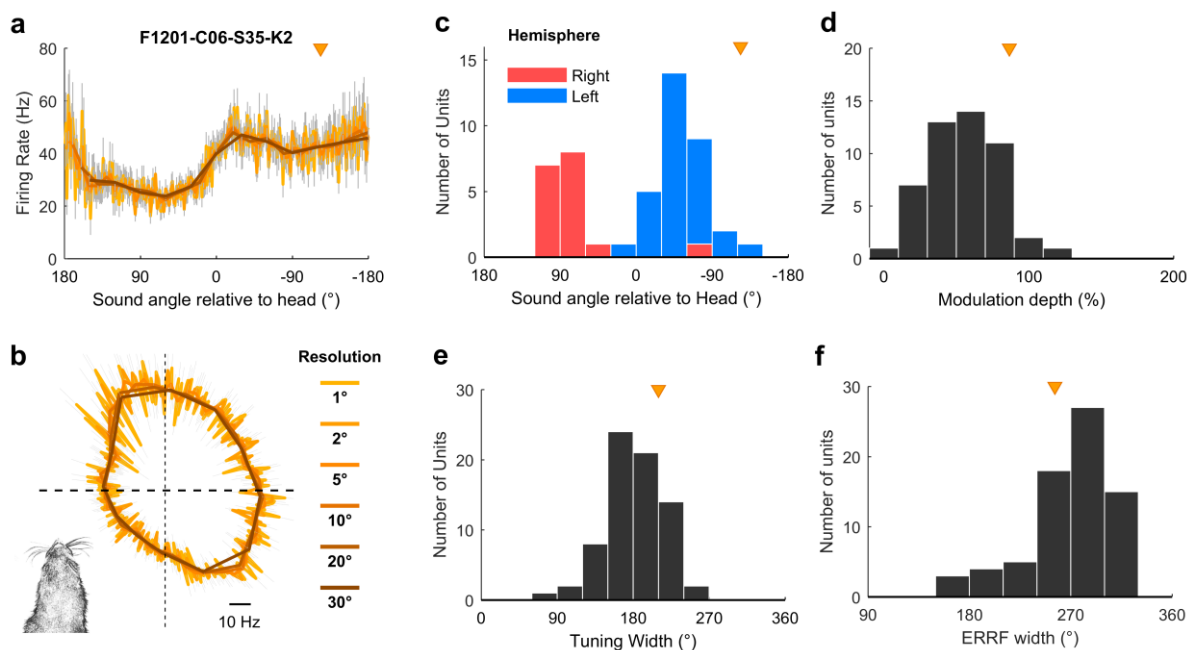 a
F1201-C06-S35-K2
Firing Rate (Hz)
80
60
40
20
0
180
90
0
-90
-180
Sound angle relative to head (°)
c
Hemisphere
Right
Left
Number of Units
15
10
5
0
180
90
0
-90
-180
Sound angle relative to Head (°)
d
Number of units
20
15
10
5
0
0
100
200
Modulation depth (%)
b
Resolution
1°
2°
5°
10°
20°
30°
10 Hz
e
Number of Units
30
20
10
0
0
90
180
270
360
Tuning Width (°)
f
Number of units
30
20
10
0
90
180
270
360
ERRF width (°)